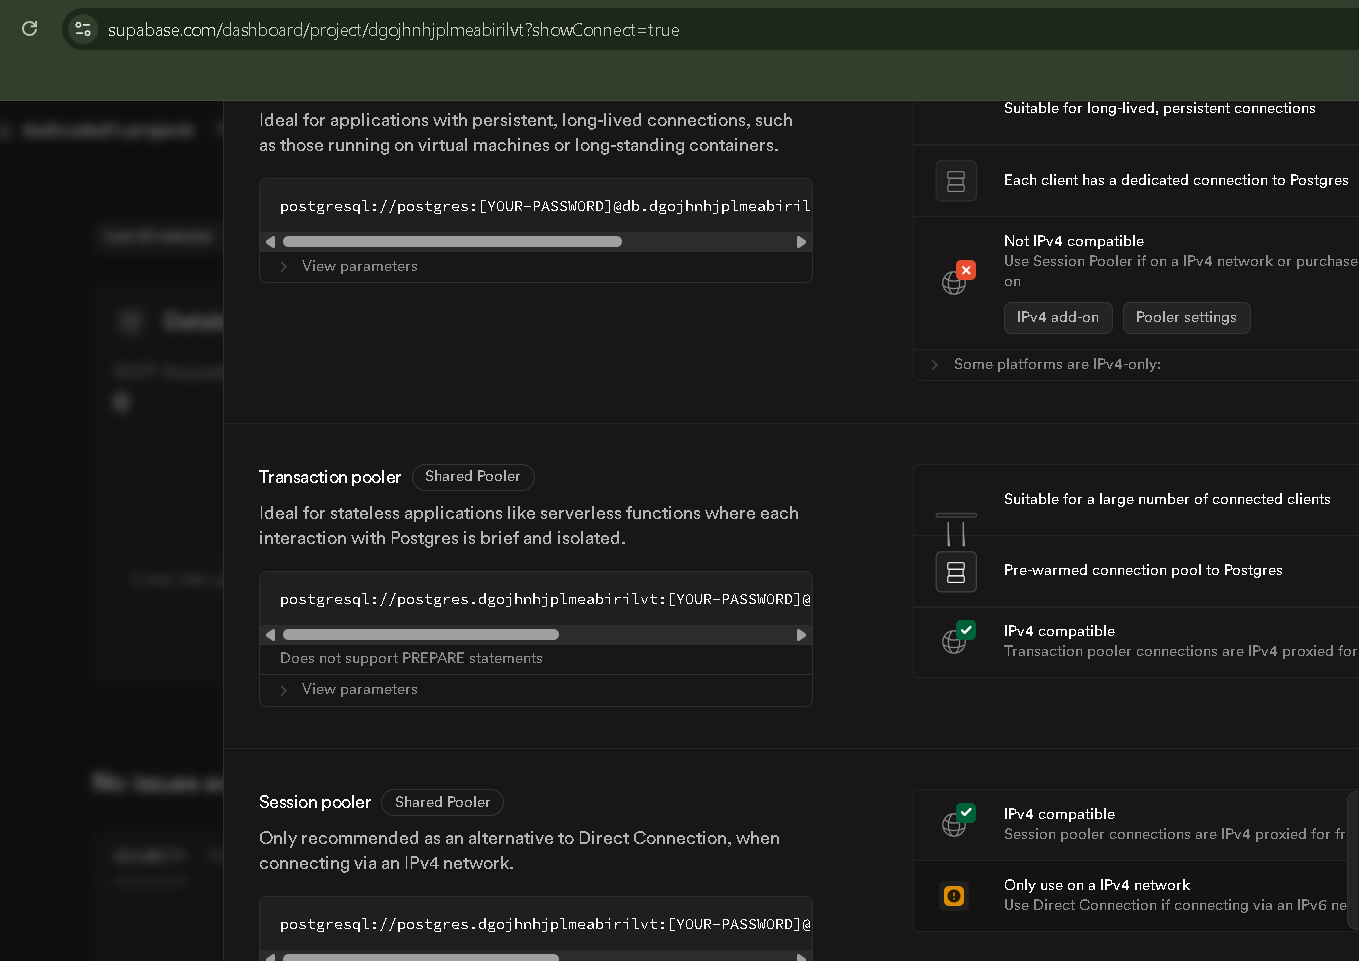 supabase.com/dashboard/project/dgojhnhjplmeabirilvt?showConnect=true
Ideal for applications with persistent, long-lived connections, such
as those running on virtual machines or long-standing containers.
postgresql://postgres:[YOUR-PASSWORD]@db.dgojhnhjplmeabiril
View parameters
Suitable for long-lived, persistent connections
Each client has a dedicated connection to Postgres
Not IPv4 compatible
Use Session Pooler if on a IPv4 network or purchase
on
IPv4 add-on
Pooler settings
Some platforms are IPv4-only:
Transaction pooler
Shared Pooler
Ideal for stateless applications like serverless functions where each
interaction with Postgres is brief and isolated.
postgresql://postgres.dgojhnhjplmeabirilvt:[YOUR-PASSWORD]@
Does not support PREPARE statements
View parameters
Suitable for a large number of connected clients
Pre-warmed connection pool to Postgres
IPv4 compatible
Transaction pooler connections are IPv4 proxied for
Session pooler
Shared Pooler
Only recommended as an alternative to Direct Connection, when
connecting via an IPv4 network.
postgresql://postgres.dgojhnhjplmeabirilvt:[YOUR-PASSWORD]@
IPv4 compatible
Session pooler connections are IPv4 proxied for fr
Only use on a IPv4 network
Use Direct Connection if connecting via an IPv6 ne